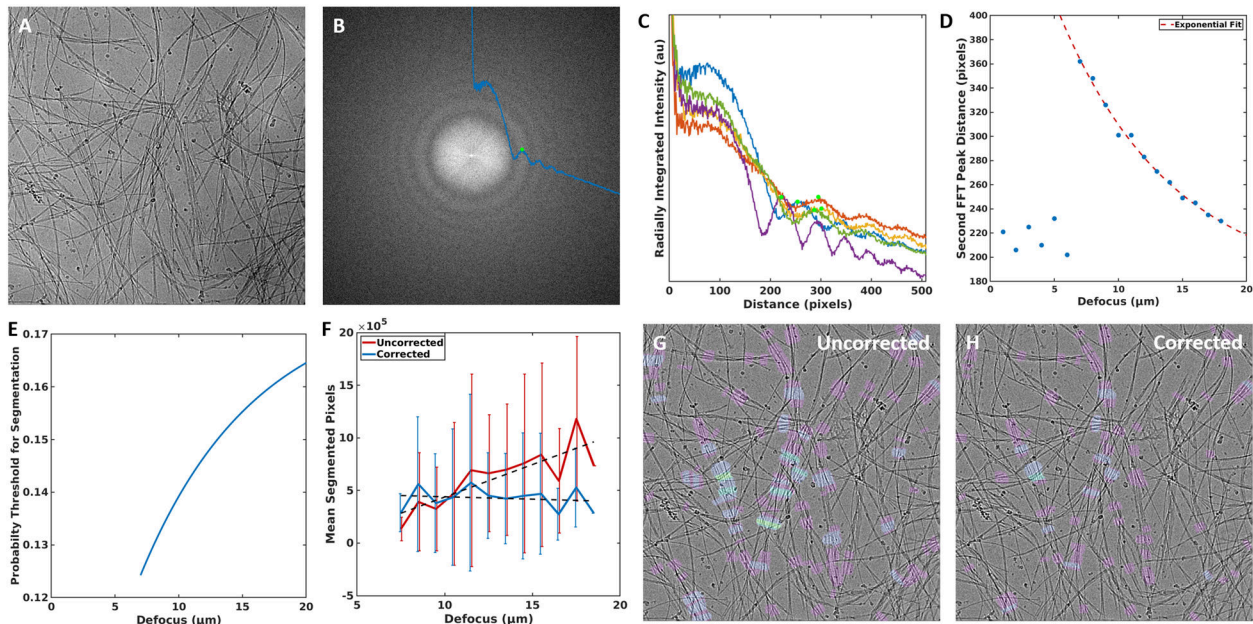 A
B
C
Radially Integrated Intensity (au)
0
100
200
300
400
500
Distance (pixels)
D
400
380
360
340
320
300
280
260
240
220
200
180
Second FFT Peak Distance (pixels)
Exponential Fit
0
5
10
15
20
Defocus (μm)
E
0.17
0.16
0.15
0.14
0.13
0.12
Probabilty Threshold for Segmentation
0
5
10
15
20
Defocus (μm)
F
×10⁵
20
15
10
5
0
-5
Mean Segmented Pixels
Uncorrected
Corrected
5
10
15
20
Defocus (μm)
G
Uncorrected
H
Corrected